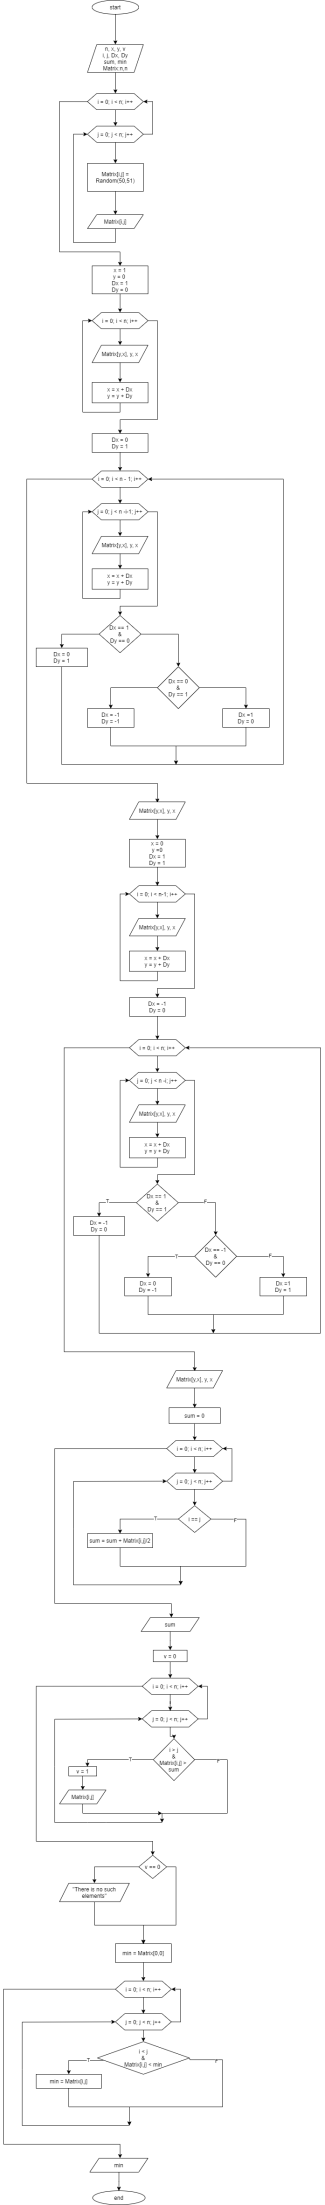 start
n, x, y, x
i, j, Dx, Dy
sum, min
Matrix n,n
i = 0; i < n; i++
j = 0; j < n; j++
Matrix[i,j] =
Random(50,51)
Matrix[i,j]
x = 1
y = 0
Dx = 1
Dy = 0
i = 0; i < n; i++
Matrix[y,x], y, x
x = x + Dx
y = y + Dy
Dx = 0
Dy = 1
i = 0; i < n - 1; i++
j = 0; j < n -i-1; j++
Matrix[y,x], y, x
x = x + Dx
y = y + Dy
Dx == 1
&
Dy == 0
Dx = 0
Dy = 1
Dx == 0
&
Dy == 1
Dx = -1
Dy = -1
Dx =1
Dy = 0
Matrix[y,x], y, x
x = 0
y =0
Dx = 1
Dy = 1
i = 0; i < n-1; i++
Matrix[y,x], y, x
x = x + Dx
y = y + Dy
Dx = -1
Dy = 0
i = 0; i < n; i++
j = 0; j < n -i; j++
Matrix[y,x], y, x
x = x + Dx
y = y + Dy
Dx == 1
&
Dy == 1
T
F
Dx = -1
Dy = 0
Dx == -1
&
Dy == 0
T
F
Dx = 0
Dy = -1
Dx =1
Dy = 1
Matrix[y,x], y, x
sum = 0
i = 0; i < n; i++
j = 0; j < n; j++
i == j
T
F
sum = sum + Matrix[i,j]/2
sum
v = 0
i = 0; i < n; i++
j = 0; j < n; j++
i > j
&
Matrix[i,j] >
sum
T
F
v = 1
Matrix[i,j]
v == 0
"There is no such
elements"
min = Matrix[0,0]
i = 0; i < n; i++
j = 0; j < n; j++
i < j
&
Matrix[i,j] < min
T
F
min = Matrix[i,j]
min
end